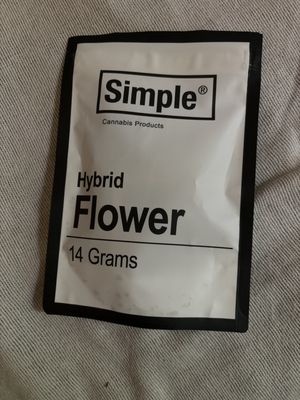 Simple®
Cannabis Products
Hybrid
Flower
14 Grams